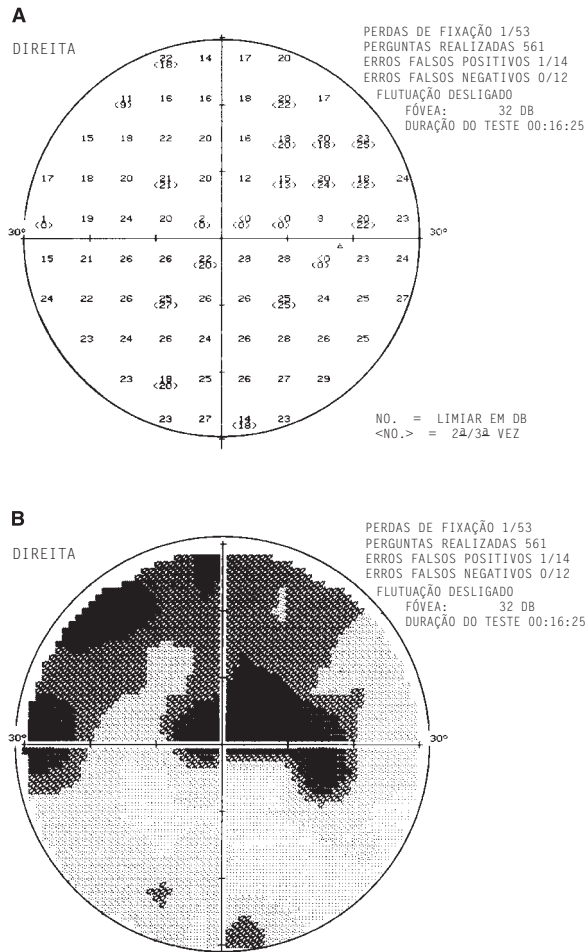 A
DIREITA
PERDAS DE FIXAÇÃO 1/53
PERGUNTAS REALIZADAS 561
ERROS FALSOS POSITIVOS 1/14
ERROS FALSOS NEGATIVOS 0/12
FLUTUAÇÃO DESLIGADO
FÓVEA: 32 DB
DURAÇÃO DO TESTE 00:16:25
22 14 17 20
(18)
11 16 16 18 20 17
(9) (22)
15 18 22 20 16 18 20 23
(20) (18) (25)
17 18 20 21 20 12 15 20 18 24
(21) (13) (24) (22)
1 19 24 20 2 <0 <0 9 20 23
(0) (0) (0) (0) (22)
30° 30°
15 21 26 26 22 28 28 <0 23 24
(20) (0)
24 22 26 25 26 26 25 24 25 27
(27) (25)
23 24 26 24 26 28 26 25
23 18 25 26 27 29
(20)
23 27 14 23
(13)
NO. = LIMIAR EM DB
<NO.> = 2ª/3ª VEZ
B
DIREITA
PERDAS DE FIXAÇÃO 1/53
PERGUNTAS REALIZADAS 561
ERROS FALSOS POSITIVOS 1/14
ERROS FALSOS NEGATIVOS 0/12
FLUTUAÇÃO DESLIGADO
FÓVEA: 32 DB
DURAÇÃO DO TESTE 00:16:25
30° 30°